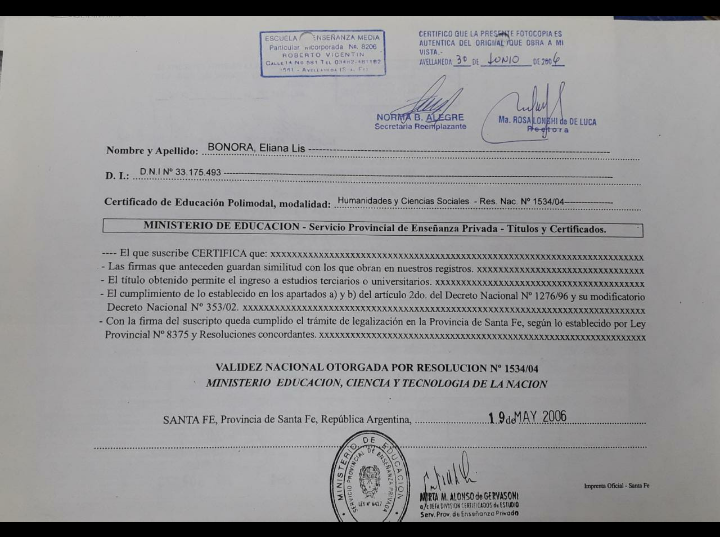 ESCUELA ENSEÑANZA MEDIA
Particular Incorporada Nº 8206
ROBERTO VICENTIN
CERTIFICO QUE LA PRESENTE FOTOCOPIA ES
AUTENTICA DEL ORIGINAL QUE OBRA A MI
VISTA.-
AVELLANEDA 30 DE JUNIO DE 2006
NORMA B. ALEGRE
Secretaria Reemplazante
Ma. ROSA LONGHI de DE LUCA
Rectora
Nombre y Apellido: BONORA, Eliana Lis
D. I.: D.N.I Nº 33.175.493
Certificado de Educación Polimodal, modalidad: Humanidades y Ciencias Sociales - Res. Nac. Nº 1534/04
MINISTERIO DE EDUCACION - Servicio Provincial de Enseñanza Privada - Títulos y Certificados.
---- El que suscribe CERTIFICA que: xxxxxxxxxxxxxxxxxxxxxxxxxxxxxxxxxxxxxxxxxxxxxxxxxxxxxxxxxxxxxxx
- Las firmas que anteceden guardan similitud con los que obran en nuestros registros. xxxxxxxxxxxxxxxxxxxxxxxxxxxx
- El título obtenido permite el ingreso a estudios terciarios o universitarios. xxxxxxxxxxxxxxxxxxxxxxxxxxxxxxxxxxx
- El cumplimiento de lo establecido en los apartados a) y b) del artículo 2do. del Decreto Nacional Nº 1276/96 y su modificatorio
Decreto Nacional Nº 353/02. xxxxxxxxxxxxxxxxxxxxxxxxxxxxxxxxxxxxxxxxxxxxxxxxxxxxxxxxxxxxxxxxxxxx
- Con la firma del suscripto queda cumplido el trámite de legalización en la Provincia de Santa Fe, según lo establecido por Ley
Provincial Nº 8375 y Resoluciones concordantes. xxxxxxxxxxxxxxxxxxxxxxxxxxxxxxxxxxxxxxxxxxxxxxxxxxxxxxx
VALIDEZ NACIONAL OTORGADA POR RESOLUCION Nº 1534/04
MINISTERIO EDUCACION, CIENCIA Y TECNOLOGIA DE LA NACION
SANTA FE, Provincia de Santa Fe, República Argentina, 19 de MAY 2006
MINISTERIO DE EDUCACIÓN
SERVICIO PROVINCIAL DE ENSEÑANZA PRIVADA
MIRTA M. ALONSO de GERVASONI
a/c JEFA DIVISION CERTIFICADOS de ESTUDIO
Serv. Prov. de Enseñanza Privada
Imprenta Oficial - Santa Fe